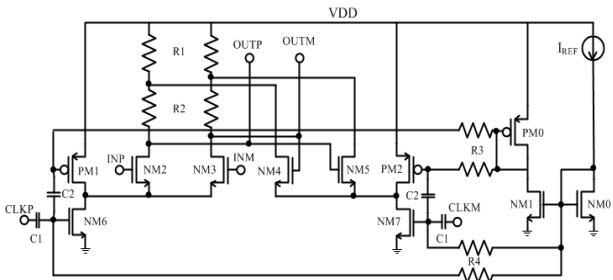 VDD
R1
OUTP
OUTM
IREF
R2
PM0
R3
PM1
INP
NM2
NM3
INM
NM4
NM5
PM2
C2
C2
NM1
NM0
CLKP
C1
NM6
NM7
CLKM
C1
R4